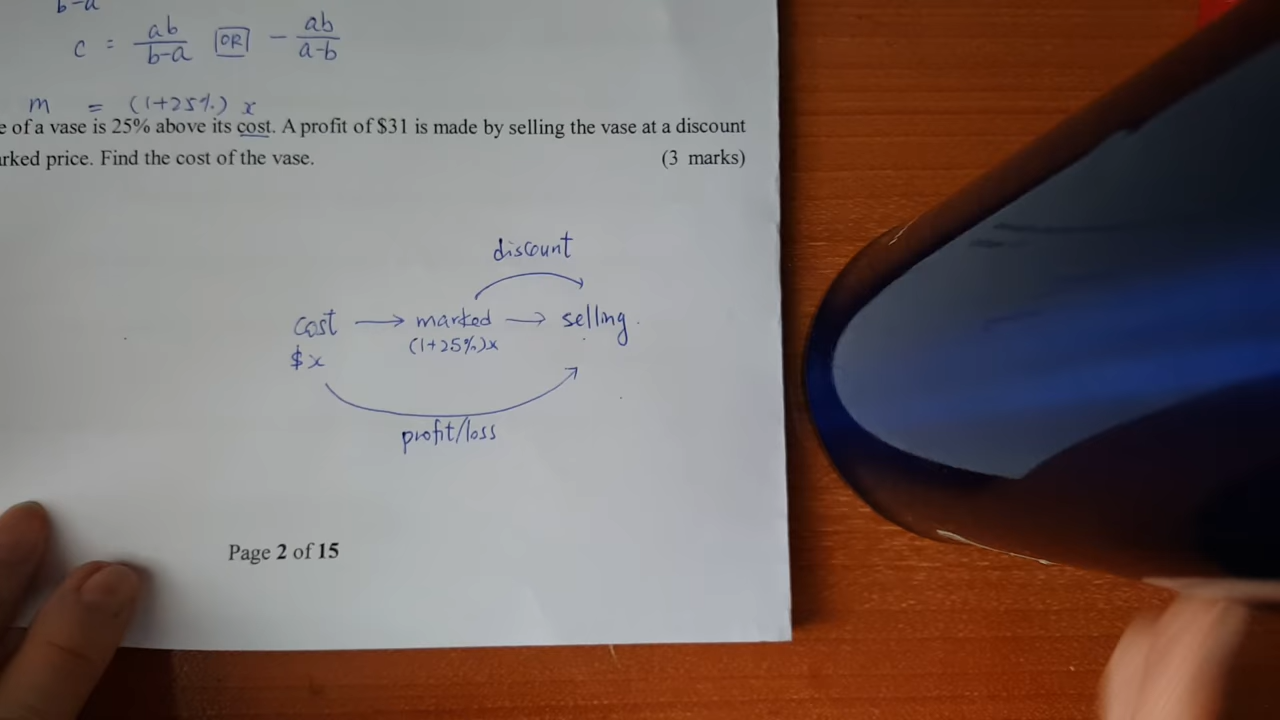 b-a
c = ab/b-a OR - ab/a-b
m = (1+25%) x
of a vase is 25% above its cost. A profit of $31 is made by selling the vase at a discount
price. Find the cost of the vase. (3 marks)
discount
cost → marked → selling
$x (1+25%)x
profit/loss
Page 2 of 15